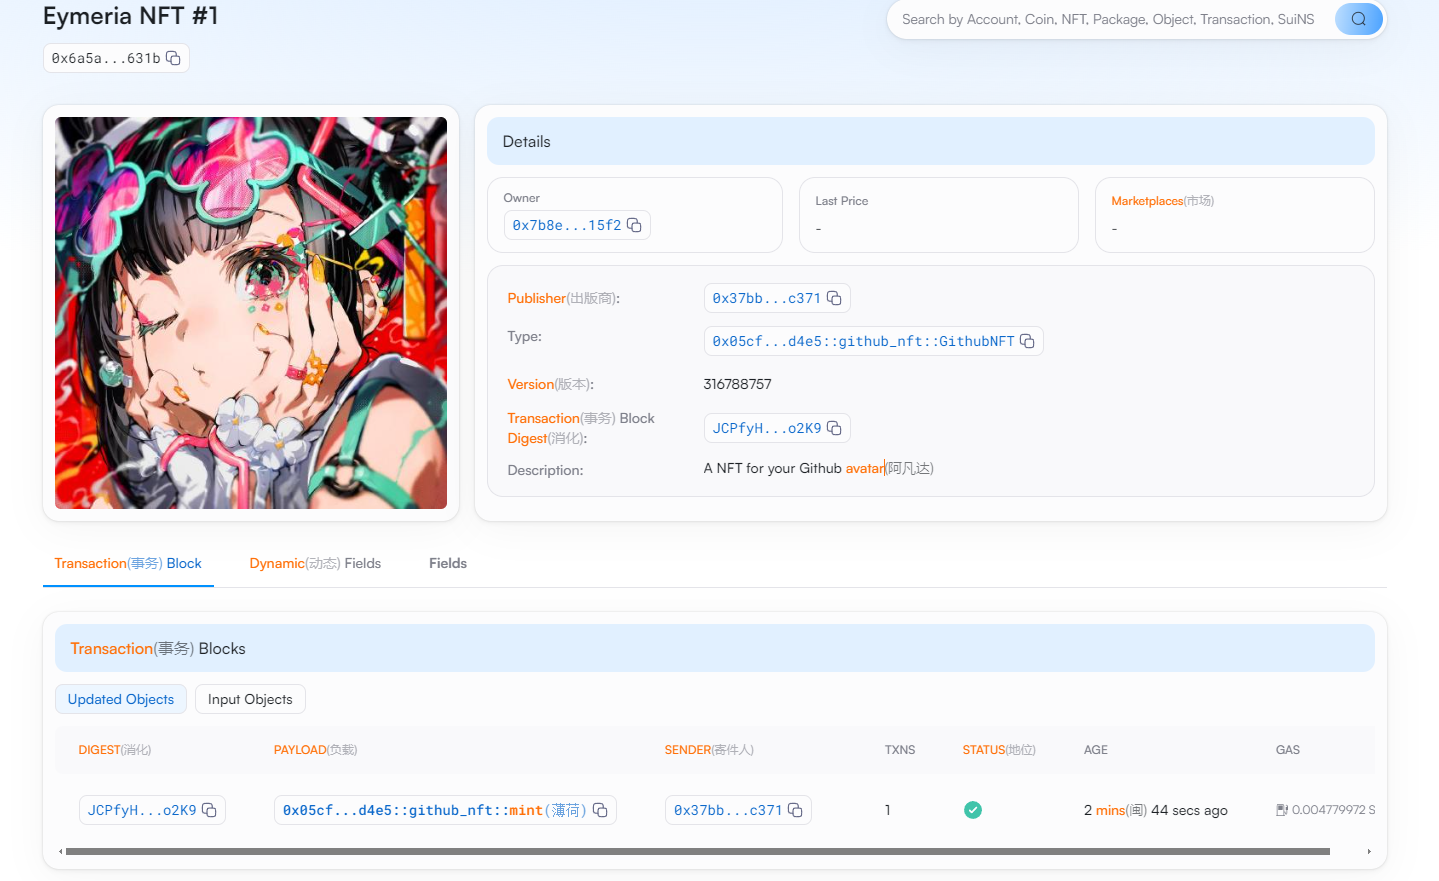 Eymeria NFT #1
Search by Account, Coin, NFT, Package, Object, Transaction, SuiNS
0x6a5a...631b
Details
Owner
0x7b8e...15f2
Last Price
-
Marketplaces(市场)
-
Publisher(出版商): 0x37bb...c371
Type: 0x05cf...d4e5::github_nft::GithubNFT
Version(版本): 316788757
Transaction(事务) Block
Digest(消化): JCPfyH...o2K9
Description: A NFT for your Github avatar(阿凡达)
Transaction(事务) Block Dynamic(动态) Fields Fields
Transaction(事务) Blocks
Updated Objects Input Objects
DIGEST(消化) PAYLOAD(负载) SENDER(寄件人) TXNS STATUS(地位) AGE GAS
JCPfyH...o2K9 0x05cf...d4e5::github_nft::mint(薄荷) 0x37bb...c371 1 2 mins(闽) 44 secs ago 0.004779972 S